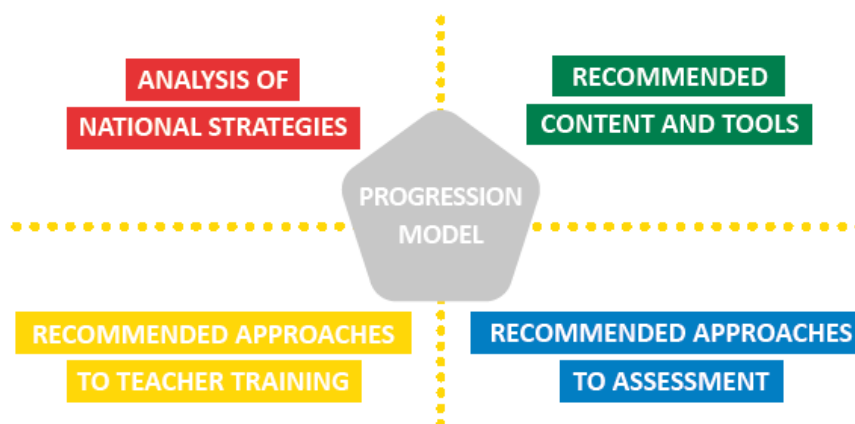 ANALYSIS OF
NATIONAL STRATEGIES
RECOMMENDED
CONTENT AND TOOLS
PROGRESSION
MODEL
RECOMMENDED APPROACHES
TO TEACHER TRAINING
RECOMMENDED APPROACHES
TO ASSESSMENT